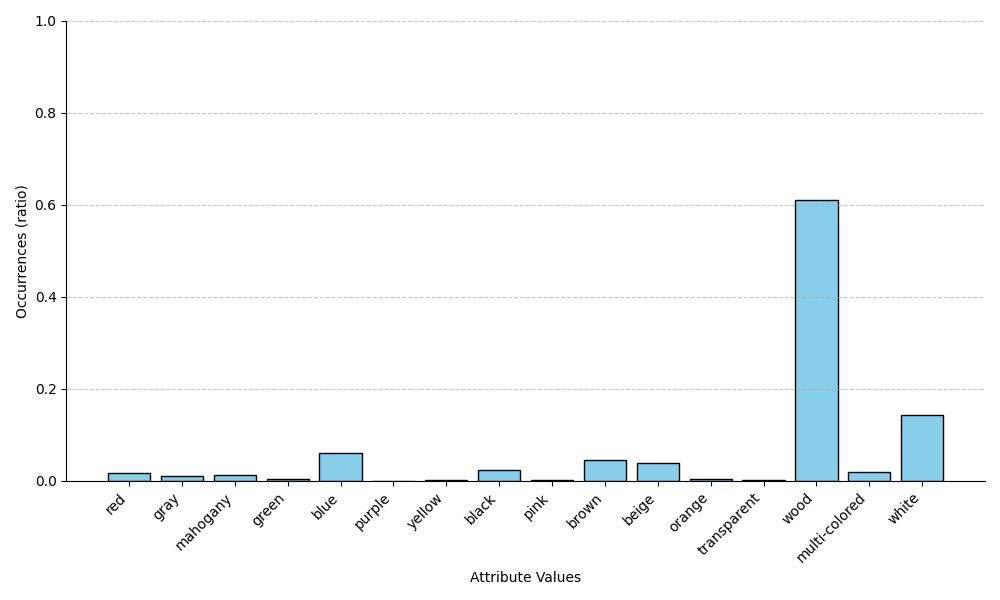 1.0
0.8
0.6
0.4
0.2
0.0
Occurrences (ratio)
red
gray
mahogany
green
blue
purple
yellow
black
pink
brown
beige
orange
transparent
wood
multi-colored
white
Attribute Values